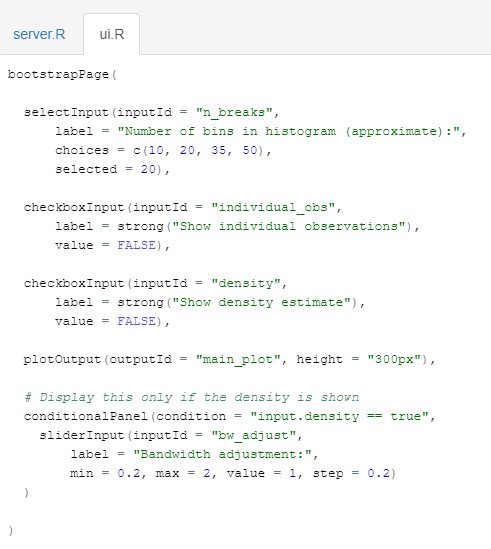 server.R ui.R
bootstrapPage(
selectInput(inputId = "n_breaks",
label = "Number of bins in histogram (approximate):",
choices = c(10, 20, 35, 50),
selected = 20),
checkboxInput(inputId = "individual_obs",
label = strong("Show individual observations"),
value = FALSE),
checkboxInput(inputId = "density",
label = strong("Show density estimate"),
value = FALSE),
plotOutput(outputId = "main_plot", height = "300px"),
# Display this only if the density is shown
conditionalPanel(condition = "input.density == true",
sliderInput(inputId = "bw_adjust",
label = "Bandwidth adjustment:",
min = 0.2, max = 2, value = 1, step = 0.2)
)
)